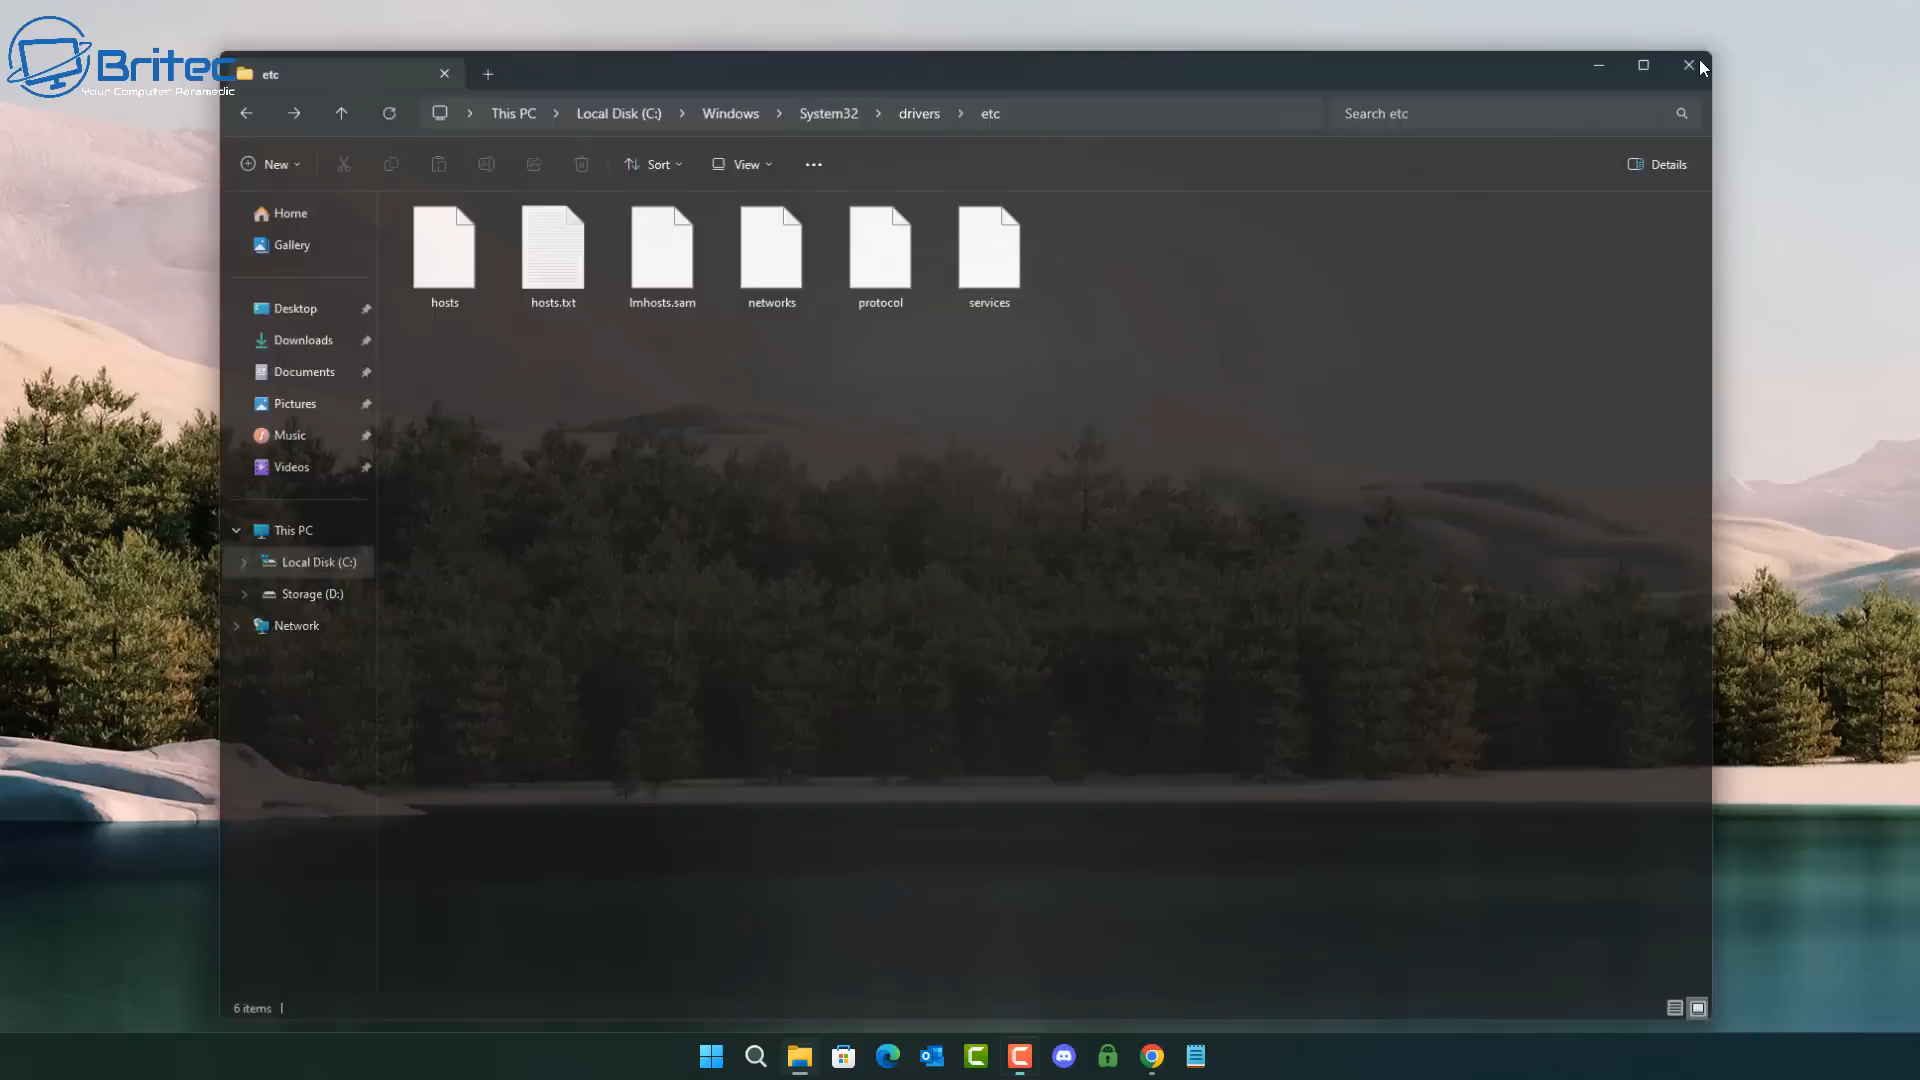 Britec
Your Computer Paramedic
etc
This PC
Local Disk (C:)
Windows
System32
drivers
etc
Search etc
New
Sort
View
Details
Home
Gallery
Desktop
Downloads
Documents
Pictures
Music
Videos
This PC
Local Disk (C:)
Storage (D:)
Network
hosts
hosts.txt
lmhosts.sam
networks
protocol
services
6 items